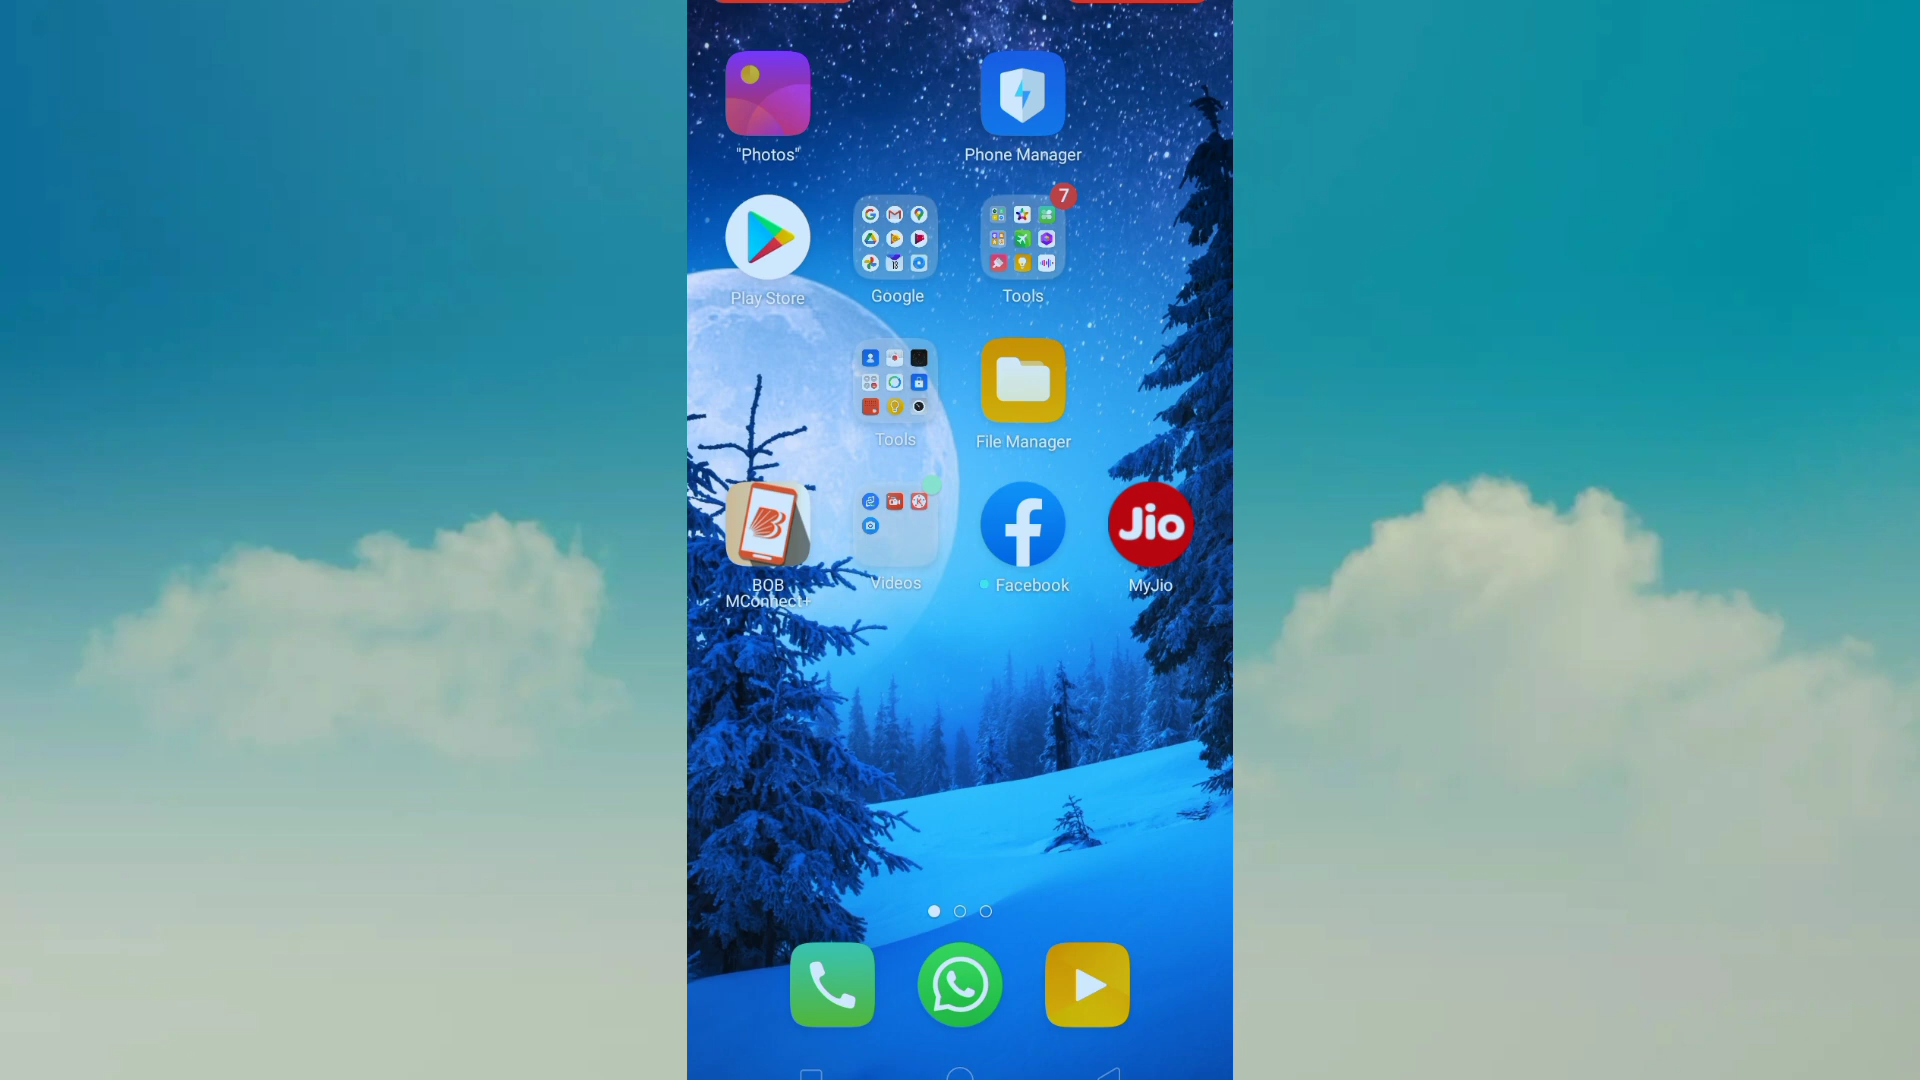 "Photos"
Phone Manager
7
Play Store
Google
Tools
Tools
File Manager
Jio
BOB
MConnect+
Videos
Facebook
MyJio